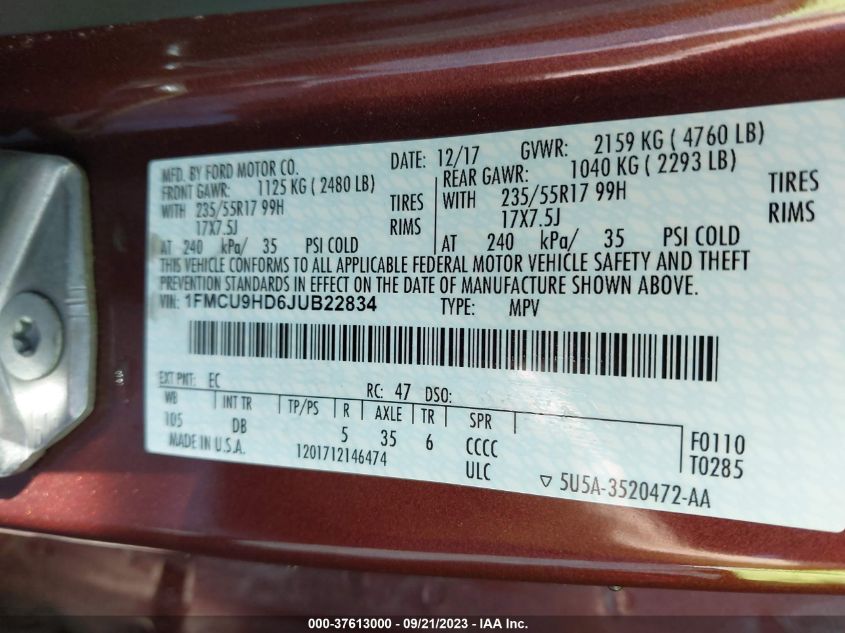 MFD. BY FORD MOTOR CO. DATE: 12/17 GVWR: 2159 KG ( 4760 LB)
FRONT GAWR: 1125 KG ( 2480 LB) REAR GAWR: 1040 KG ( 2293 LB)
WITH 235/55R17 99H TIRES WITH 235/55R17 99H TIRES
17X7.5J RIMS 17X7.5J RIMS
AT 240 kPa/ 35 PSI COLD AT 240 kPa/ 35 PSI COLD
THIS VEHICLE CONFORMS TO ALL APPLICABLE FEDERAL MOTOR VEHICLE SAFETY AND THEFT
PREVENTION STANDARDS IN EFFECT ON THE DATE OF MANUFACTURE SHOWN ABOVE.
VIN: 1FMCU9HD6JUB22834 TYPE: MPV
EXT PNT: EC RC: 47 DSO:
WB INT TR TP/PS R AXLE TR SPR
105 DB 5 35 6 CCCC F0110
MADE IN U.S.A. 1201712146474 ULC T0285
▽ 5U5A-3520472-AA
000-37613000 - 09/21/2023 - IAA Inc.